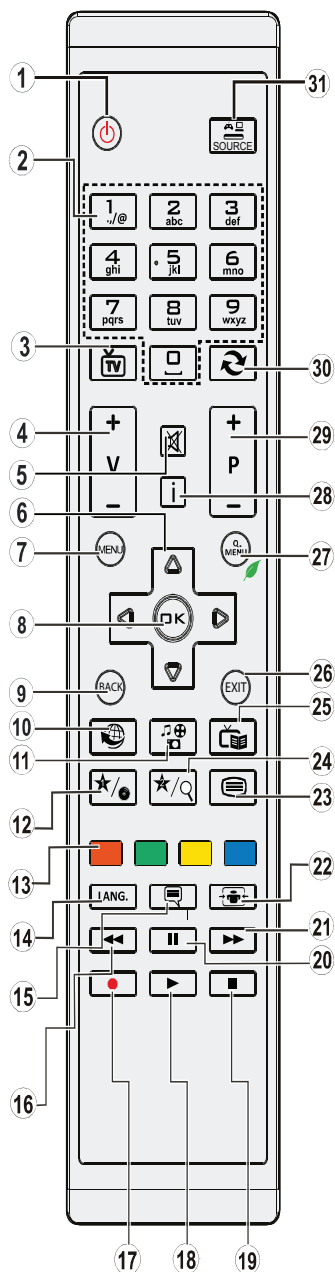 1
31
SOURCE
2
1 2 3
.,/@ abc def
4 5 6
ghi jkl mno
7 8 9
pqrs tuv wxyz
3
TV
0
30
4
+
V
-
5
+
P
-
29
i
28
6
7
MENU
Q.
MENU
27
8
OK
9
BACK
EXIT
26
25
10
11
24
12
1
2
23
13
14
LANG.
22
15
21
20
16
17
18
19